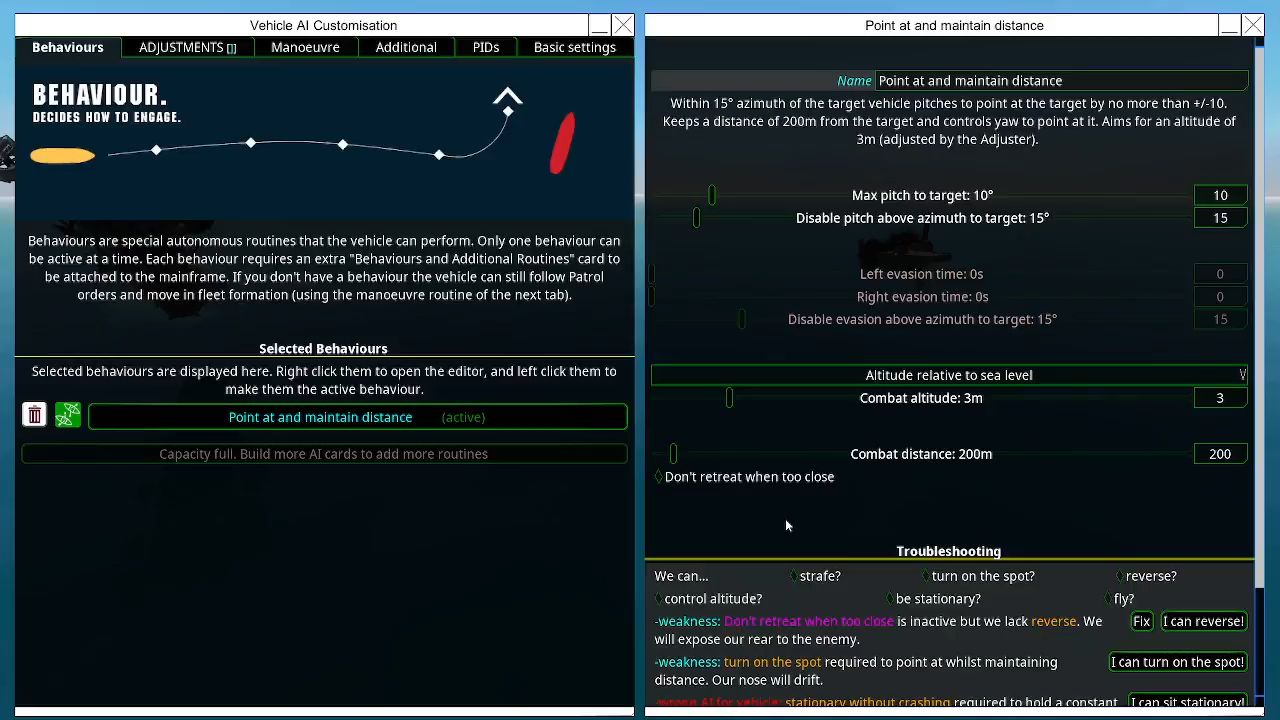 Vehicle AI Customisation
Behaviours ADJUSTMENTS [] Manoeuvre Additional PIDs Basic settings
BEHAVIOUR.
DECIDES HOW TO ENGAGE.
Behaviours are special autonomous routines that the vehicle can perform. Only one behaviour can
be active at a time. Each behaviour requires an extra "Behaviours and Additional Routines" card to
be attached to the mainframe. If you don't have a behaviour the vehicle can still follow Patrol
orders and move in fleet formation (using the manoeuvre routine of the next tab).
Selected Behaviours
Selected behaviours are displayed here. Right click them to open the editor, and left click them to
make them the active behaviour.
Point at and maintain distance (active)
Capacity full. Build more AI cards to add more routines
Point at and maintain distance
Name Point at and maintain distance
Within 15° azimuth of the target vehicle pitches to point at the target by no more than +/-10.
Keeps a distance of 200m from the target and controls yaw to point at it. Aims for an altitude of
3m (adjusted by the Adjuster).
Max pitch to target: 10° 10
Disable pitch above azimuth to target: 15° 15
Left evasion time: 0s 0
Right evasion time: 0s 0
Disable evasion above azimuth to target: 15° 15
Altitude relative to sea level
Combat altitude: 3m 3
Combat distance: 200m 200
Don't retreat when too close
Troubleshooting
We can... strafe? turn on the spot? reverse?
control altitude? be stationary? fly?
-weakness: Don't retreat when too close is inactive but we lack reverse. We Fix I can reverse!
will expose our rear to the enemy.
-weakness: turn on the spot required to point at whilst maintaining I can turn on the spot!
distance. Our nose will drift.
-wrong AI for vehicle: stationary without crashing required to hold a constant I can sit stationary!